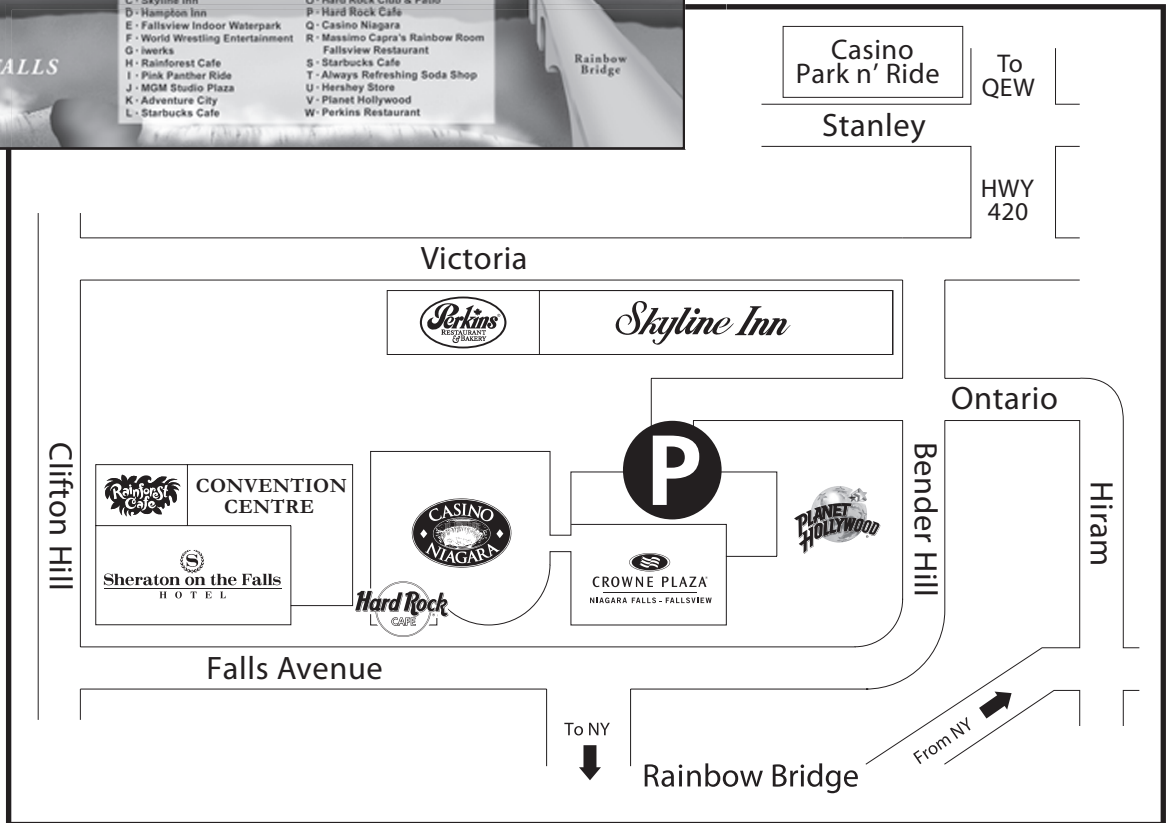 C - Skyline Inn
D - Hampton Inn
E - Fallsview Indoor Waterpark
F - World Wrestling Entertainment
G - iwerks
H - Rainforest Cafe
I - Pink Panther Ride
J - MGM Studio Plaza
K - Adventure City
L - Starbucks Cafe
O - Hard Rock Club & Patio
P - Hard Rock Cafe
Q - Casino Niagara
R - Massimo Capra's Rainbow Room
Fallsview Restaurant
S - Starbucks Cafe
T - Always Refreshing Soda Shop
U - Hershey Store
V - Planet Hollywood
W - Perkins Restaurant
Rainbow
Bridge
Casino
Park n' Ride
To
QEW
Stanley
HWY
420
Victoria
Perkins
RESTAURANT
& BAKERY
Skyline Inn
Ontario
Clifton Hill
Rainforest
Cafe
CONVENTION
CENTRE
S
Sheraton on the Falls
HOTEL
CASINO
NIAGARA
Hard Rock
CAFE
P
CROWNE PLAZA
NIAGARA FALLS - FALLSVIEW
PLANET
HOLLYWOOD
Bender Hill
Hiram
Falls Avenue
To NY
From NY
Rainbow Bridge